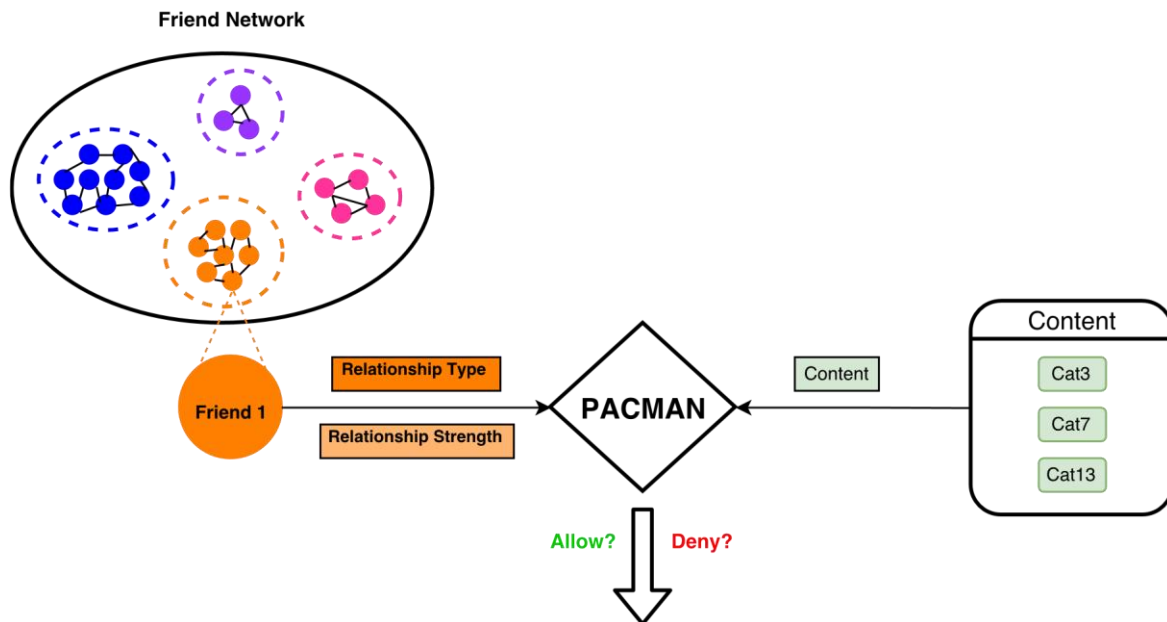 Friend Network
Friend 1
Relationship Type
Relationship Strength
PACMAN
Content
Content
Cat3
Cat7
Cat13
Allow?
Deny?